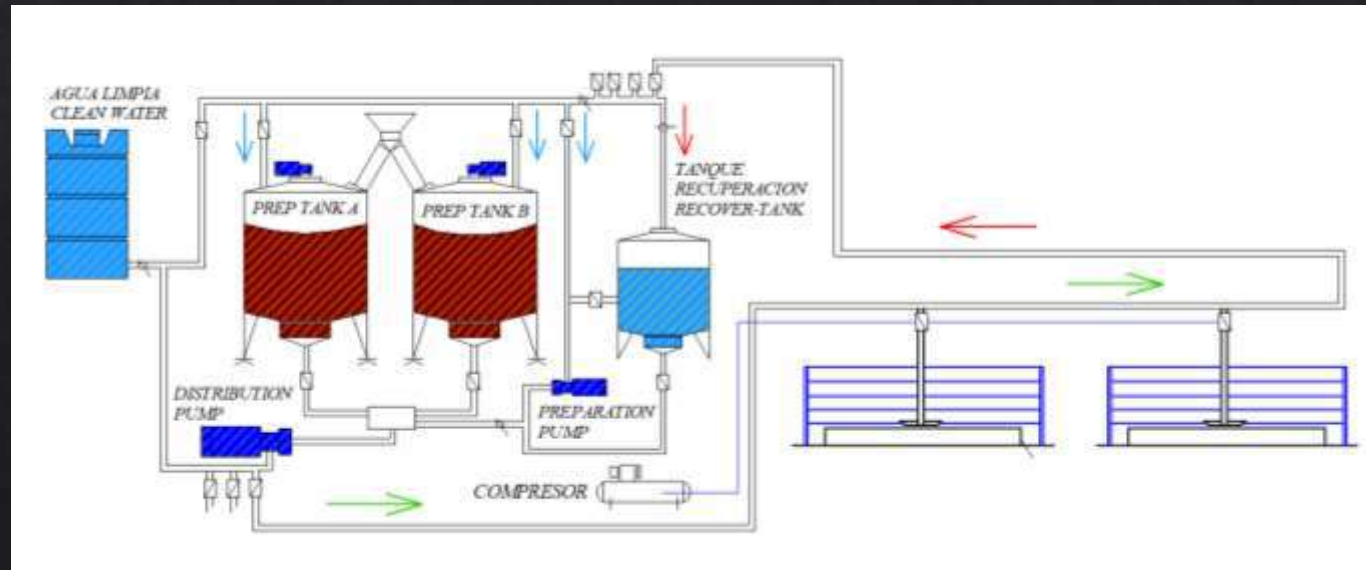 AGUA LIMPIA
CLEAN WATER
PREP TANK A
PREP TANK B
TANQUE
RECUPERACION
RECOVER-TANK
DISTRIBUTION
PUMP
PREPARATION
PUMP
COMPRESOR